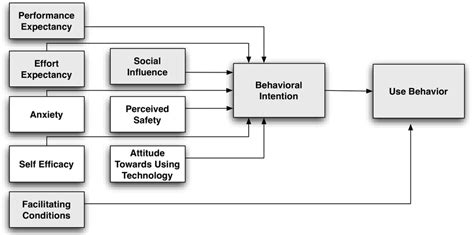 Performance
Expectancy
Effort
Expectancy
Social
Influence
Behavioral
Intention
Use Behavior
Anxiety
Perceived
Safety
Self Efficacy
Attitude
Towards Using
Technology
Facilitating
Conditions